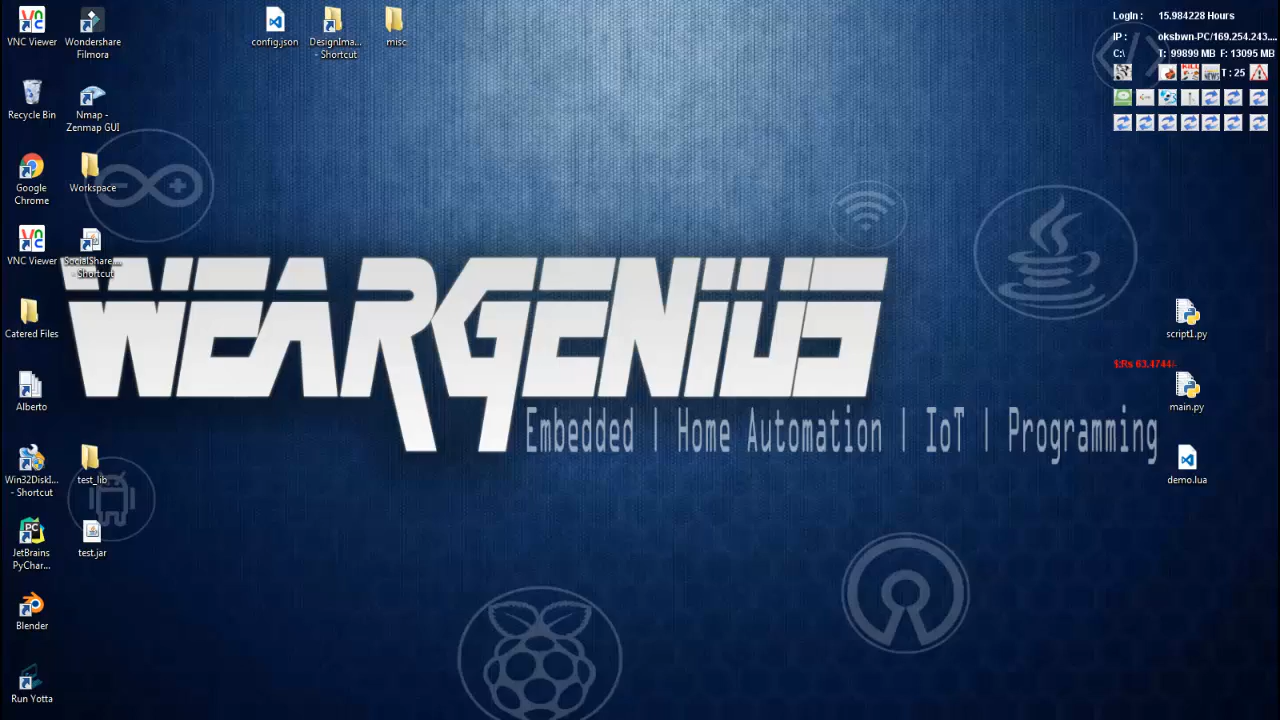 VNC Viewer
Wondershare
Filmora
config.json
DesignIma...
- Shortcut
misc
LogIn :
15.984228 Hours
IP :
oksbwn-PC/169.254.243....
C:\
T: 99899 MB F: 13095 MB
T : 25
Recycle Bin
Nmap -
Zenmap GUI
Google
Chrome
Workspace
VNC Viewer
SocialShare...
- Shortcut
WEARGENIUS
Embedded | Home Automation | IoT | Programming
Catered Files
script1.py
$:Rs 63.4744/-
Alberto
main.py
Win32DiskI...
- Shortcut
test_lib
demo.lua
JetBrains
PyChar...
test.jar
Blender
Run Yotta